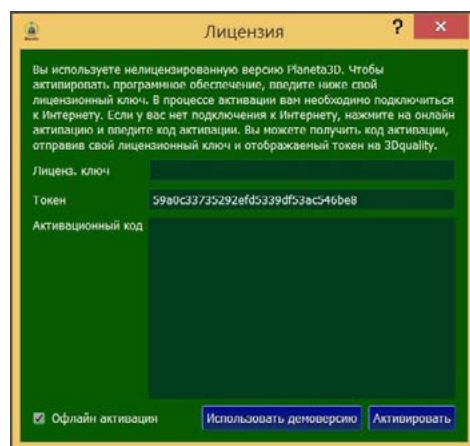 Лицензия
?
Вы используете нелицензированную версию Planeta3D. Чтобы
активировать программное обеспечение, введите ниже свой
лицензионный ключ. В процессе активации вам необходимо подключиться
к Интернету. Если у вас нет подключения к Интернету, нажмите на онлайн
активацию и введите код активации. Вы можете получить код активации,
отправив свой лицензионный ключ и отображаемый токен на 3Dquality.
Лиценз. ключ
Токен 59a0c33735292efd5339df53ac546be8
Активационный код
Офлайн активация Использовать демоверсию Активировать